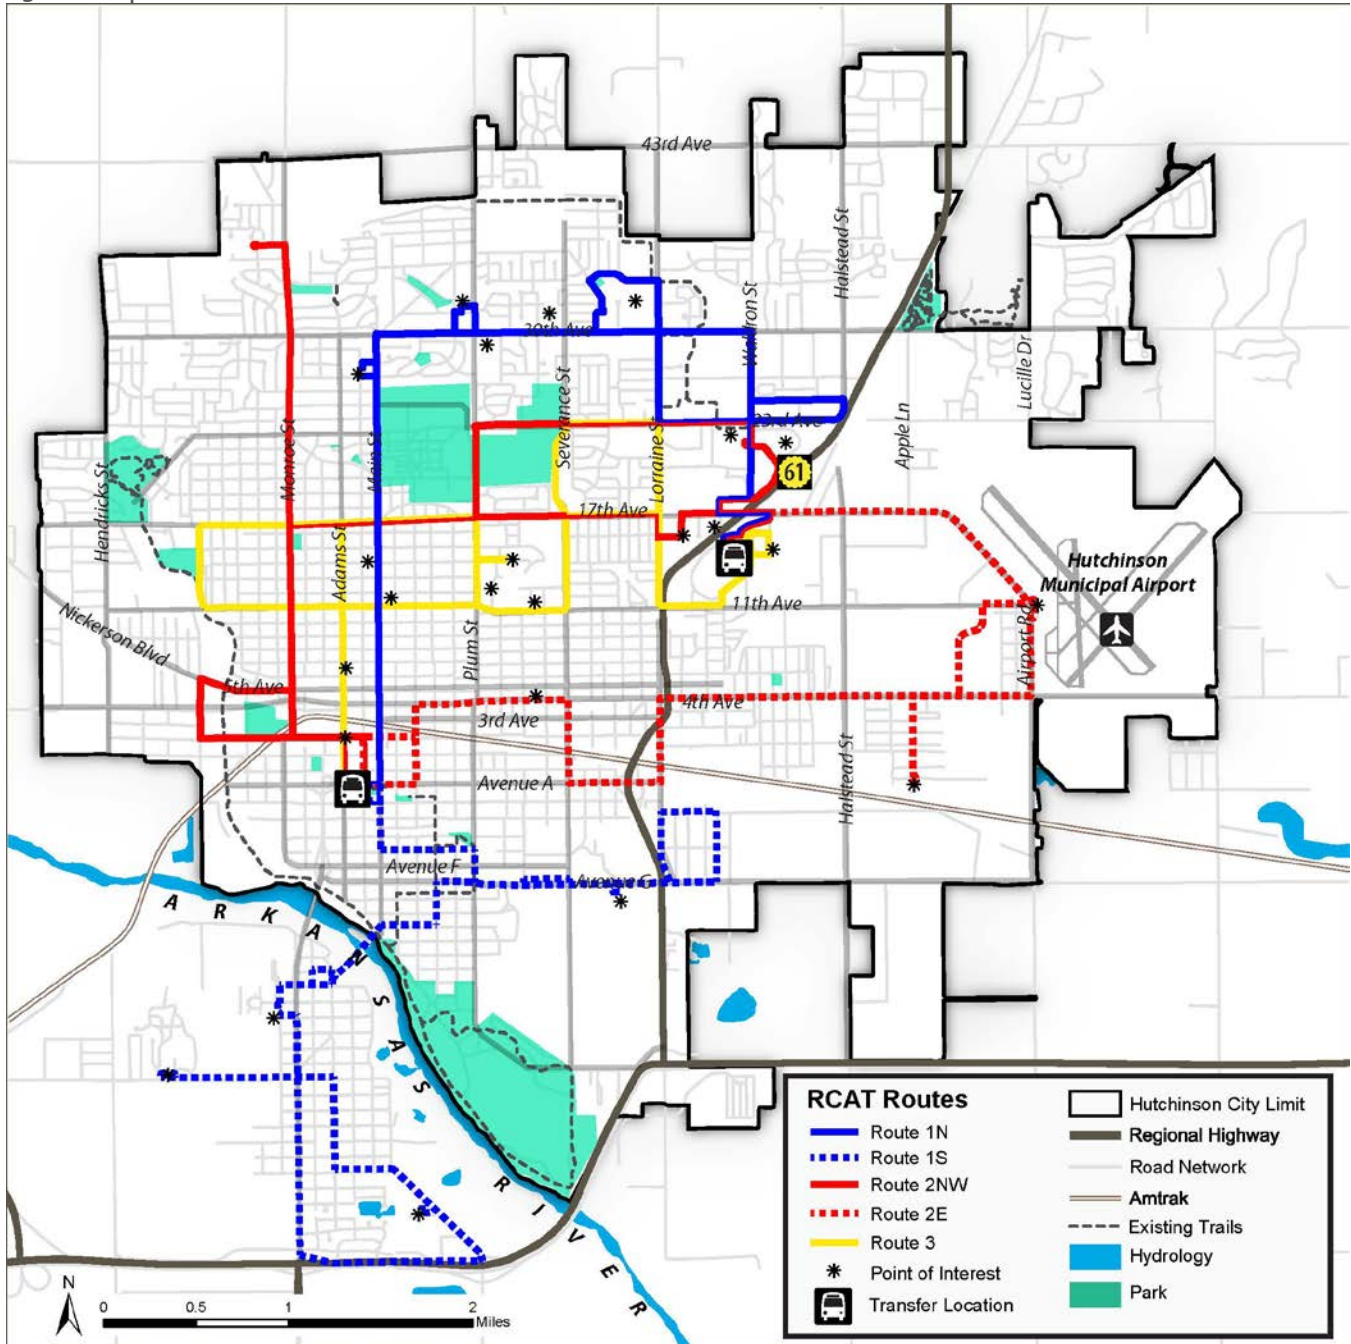 43rd Ave
Halstead St
Waldron St
30th Ave
Lucille Dr
Severance St
23rd Ave
Apple Ln
Main St
Monroe St
Lorraine St
61
Hendricks St
17th Ave
Adams St
Hutchinson
Municipal Airport
11th Ave
Nickerson Blvd
Plum St
Airport Rd
5th Ave
4th Ave
3rd Ave
Avenue A
Halstead St
Avenue F
Avenue G
ARKANSAS RIVER
RCAT Routes
Route 1N
Route 1S
Route 2NW
Route 2E
Route 3
Point of Interest
Transfer Location
Hutchinson City Limit
Regional Highway
Road Network
Amtrak
Existing Trails
Hydrology
Park
N
0 0.5 1 2
Miles